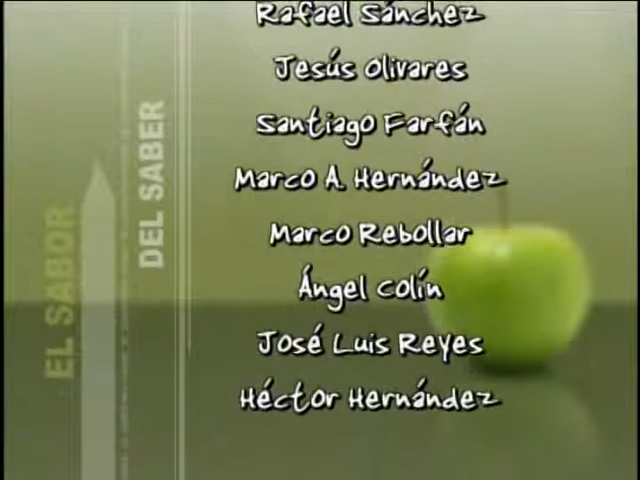 Rafael Sánchez
Jesús Olivares
Santiago Farfán
Marco A. Hernández
Marco Rebollar
Ángel Colín
José Luis Reyes
Héctor Hernández
EL SABOR
DEL SABER